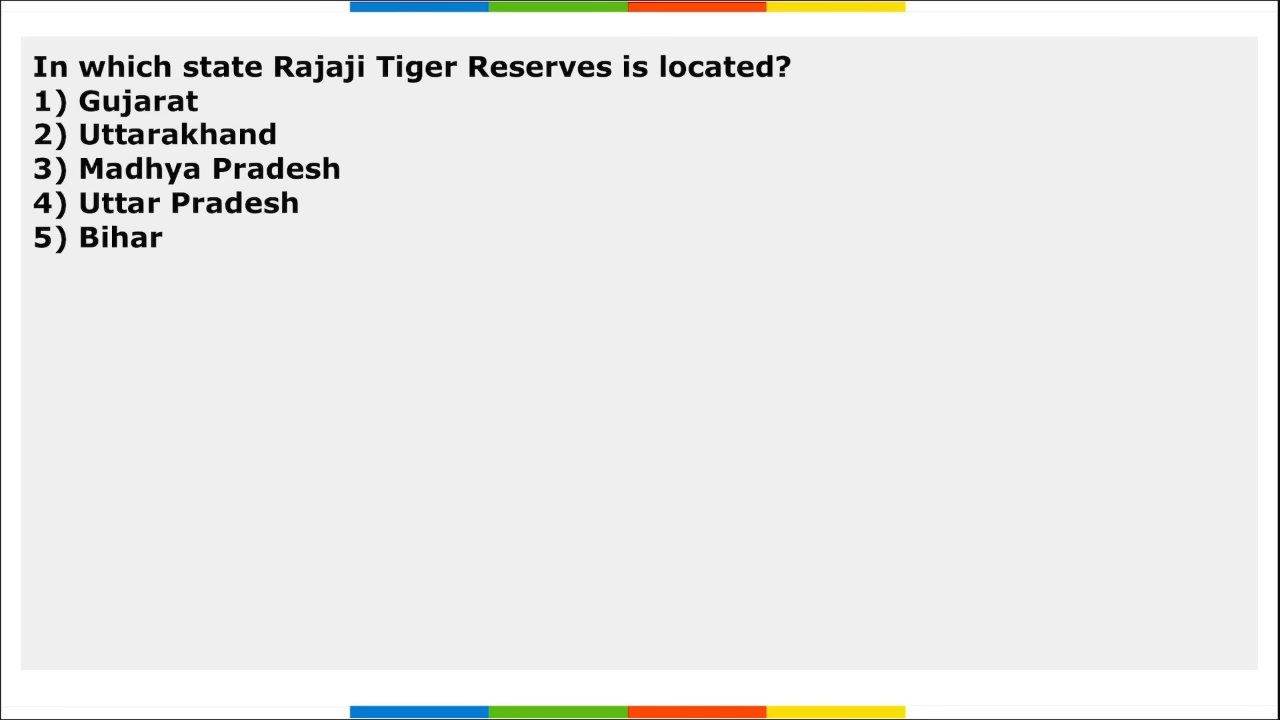 In which state Rajaji Tiger Reserves is located?
1) Gujarat
2) Uttarakhand
3) Madhya Pradesh
4) Uttar Pradesh
5) Bihar